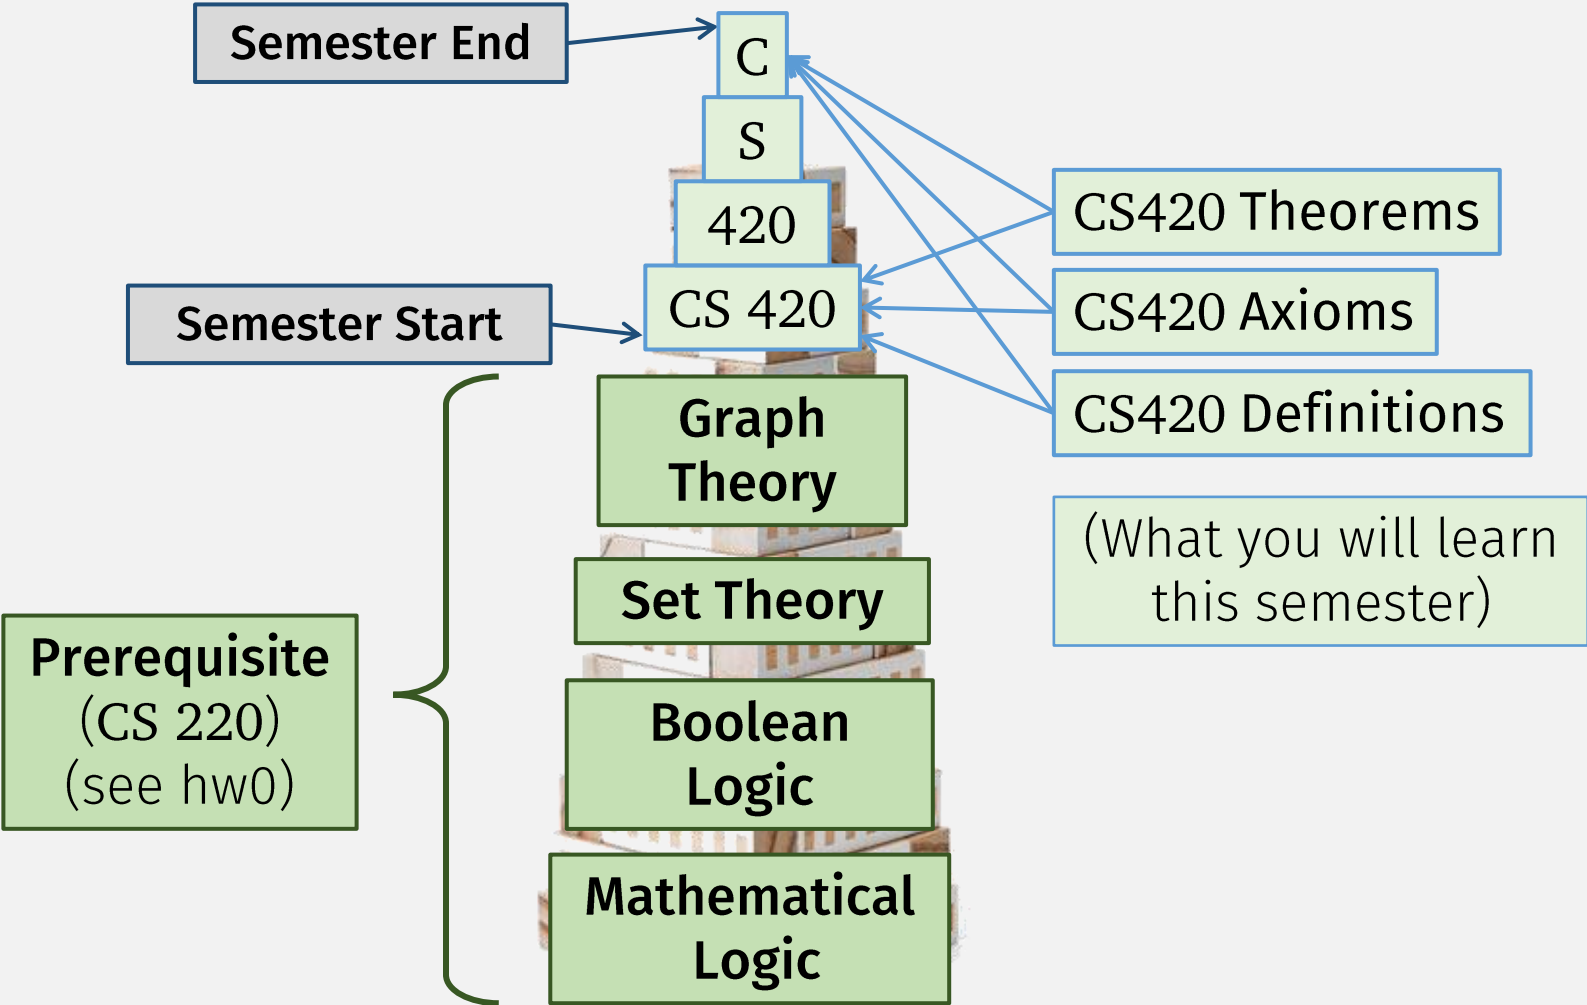 Semester End
C
S
420
CS 420
Semester Start
CS420 Theorems
CS420 Axioms
CS420 Definitions
(What you will learn
this semester)
Graph
Theory
Set Theory
Boolean
Logic
Mathematical
Logic
Prerequisite
(CS 220)
(see hw0)